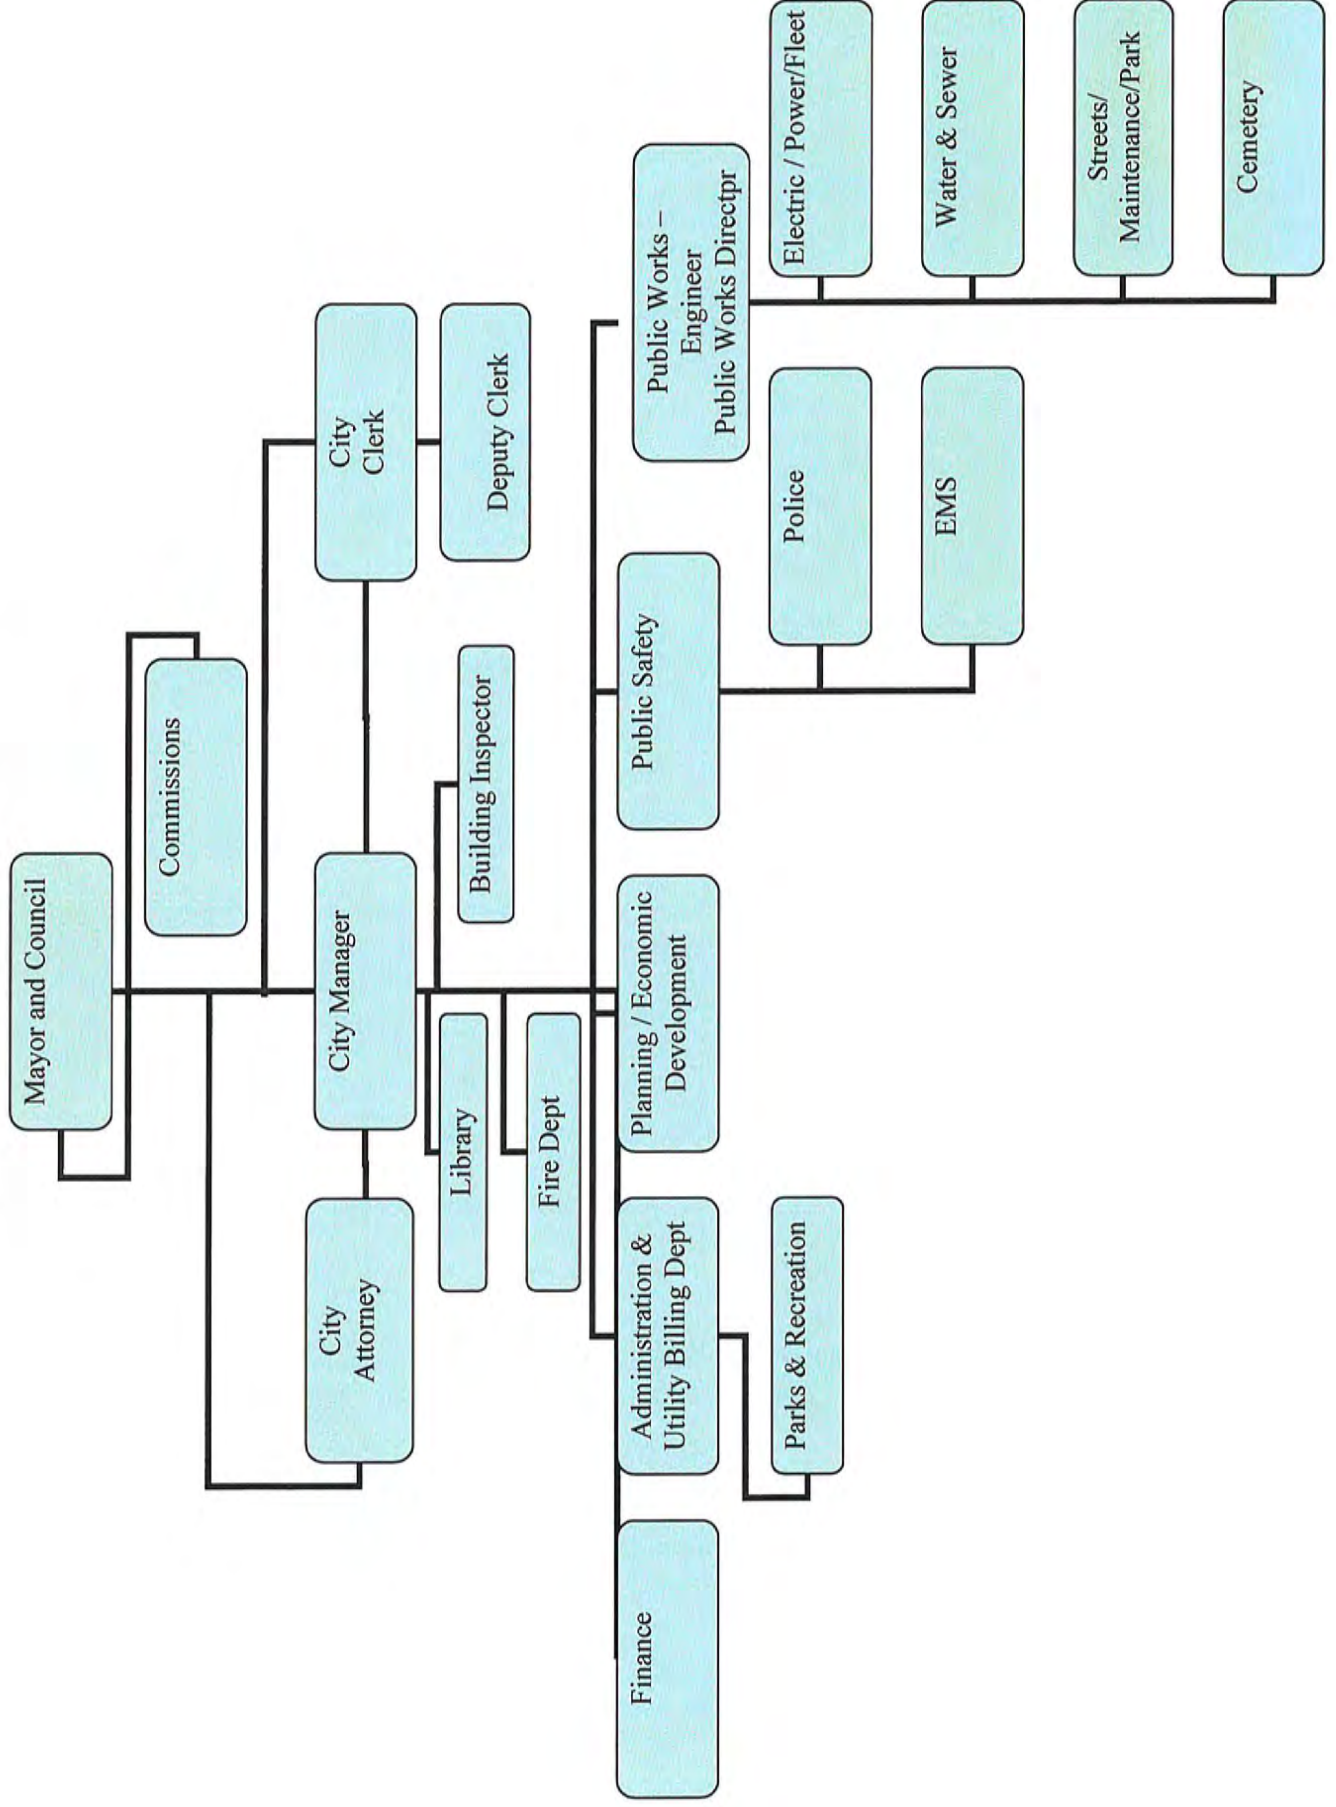 Mayor and Council
Commissions
City
Attorney
City Manager
City
Clerk
Deputy Clerk
Library
Building Inspector
Fire Dept
Finance
Administration &
Utility Billing Dept
Planning / Economic
Development
Public Safety
Public Works –
Engineer
Public Works Directpr
Parks & Recreation
Police
EMS
Electric / Power/Fleet
Water & Sewer
Streets/
Maintenance/Park
Cemetery